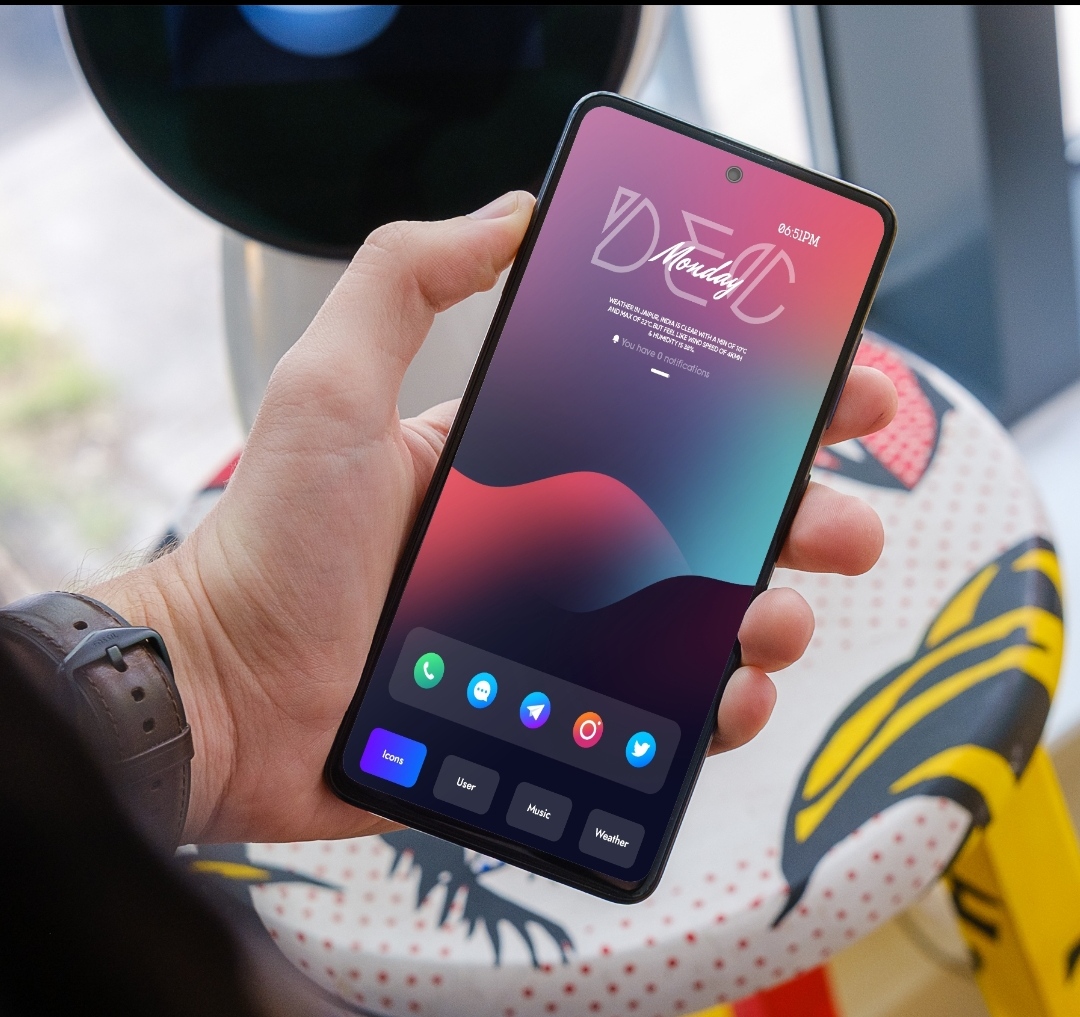 DEC
06:51PM
Monday
WEATHER IN JAIPUR, INDIA IS CLEAR WITH A MIN OF 10°C
AND MAX OF 22°C.BUT FEEL LIKE WIND SPEED OF 4KMH
& HUMIDITY IS 38%
You have 0 notifications
Icons
User
Music
Weather